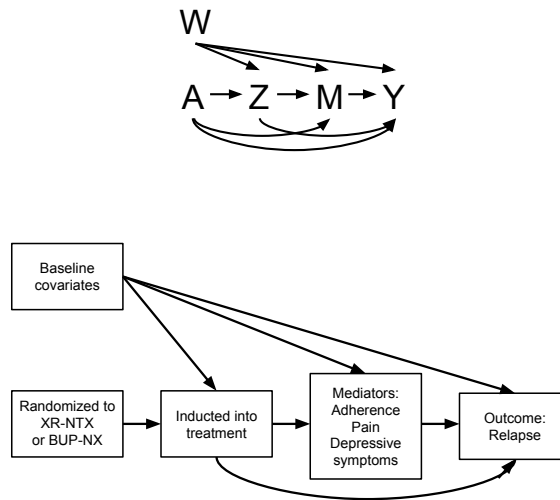 W
A Z M Y
Baseline
covariates
Randomized to
XR-NTX
or BUP-NX
Inducted into
treatment
Mediators:
Adherence
Pain
Depressive
symptoms
Outcome:
Relapse